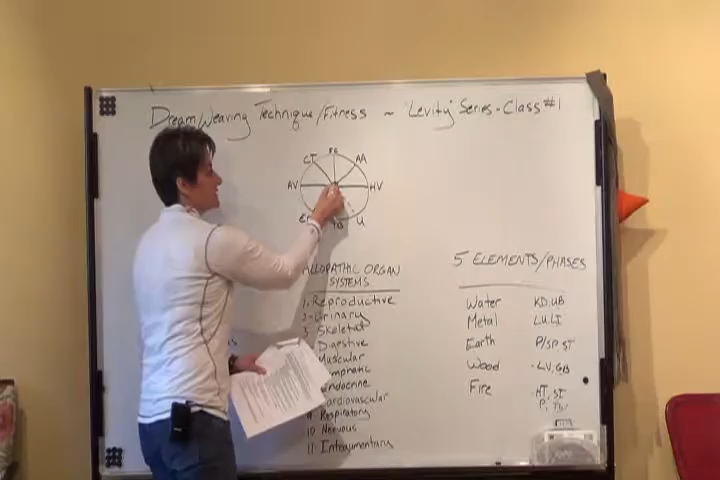 DreamWeaving Technique/Fitness ~ "Levity" Series - Class #1
CT
AA
AV
HV
U
ALLOPATHIC ORGAN
SYSTEMS
1. Reproductive
2. Urinary
3. Skeletal
Digestive
Muscular
Endocrine
Cardiovascular
9 Respiratory
10 Nervous
11 Integumentary
5 ELEMENTS/PHASES
Water KD, UB
Metal LU, LI
Earth P/SP ST
Wood - LV, GB
Fire - HT, SI